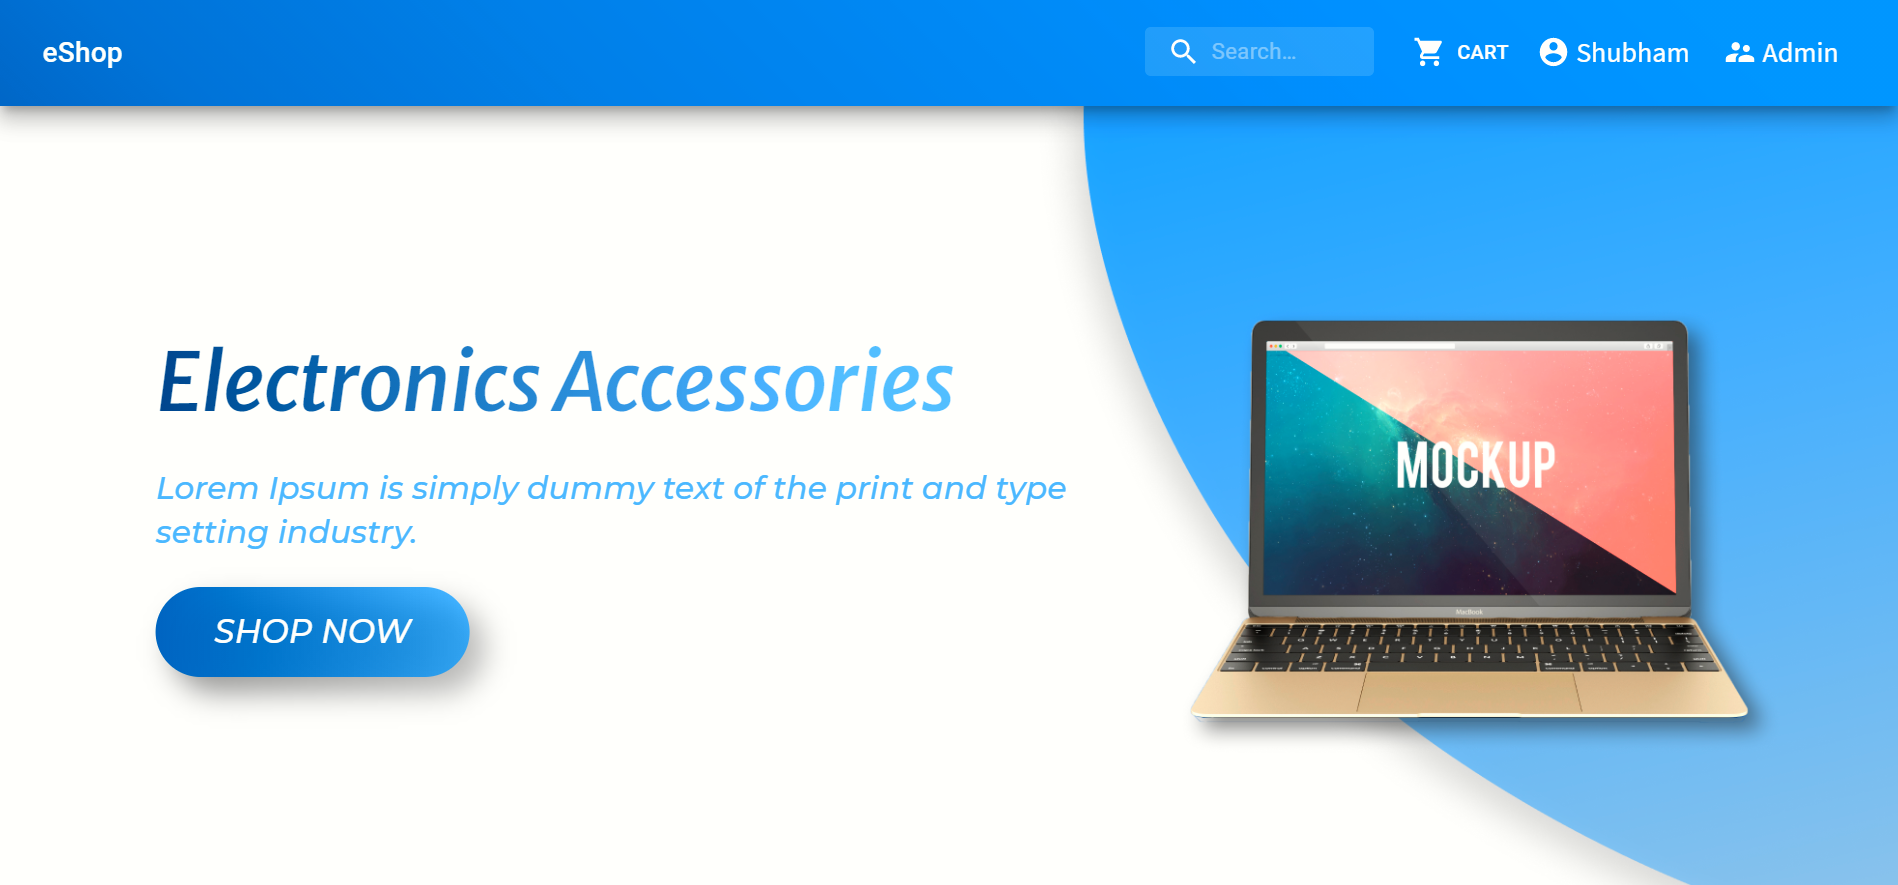 eShop
Search...
CART
Shubham
Admin
Electronics Accessories
Lorem Ipsum is simply dummy text of the print and type
setting industry.
SHOP NOW
MOCKUP
MacBook